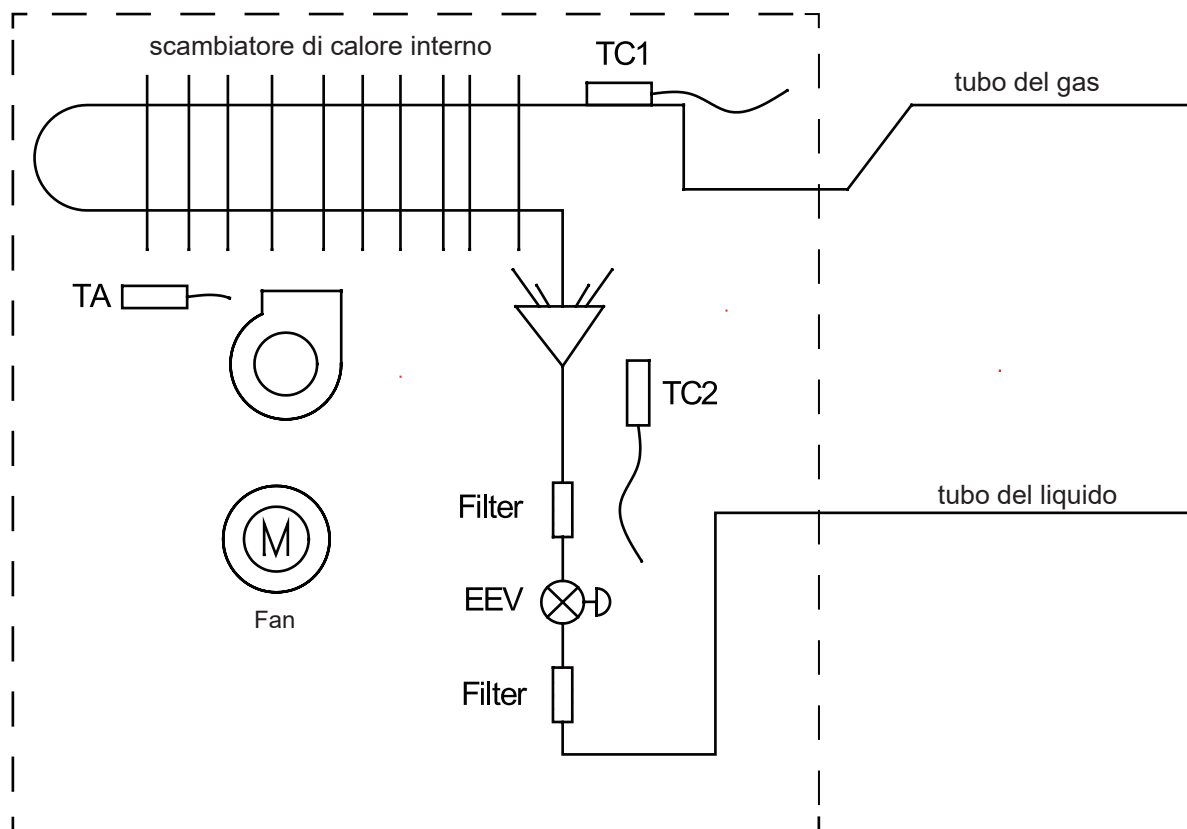 scambiatore di calore interno
TC1
tubo del gas
TA
TC2
Filter
tubo del liquido
M
EEV
Fan
Filter